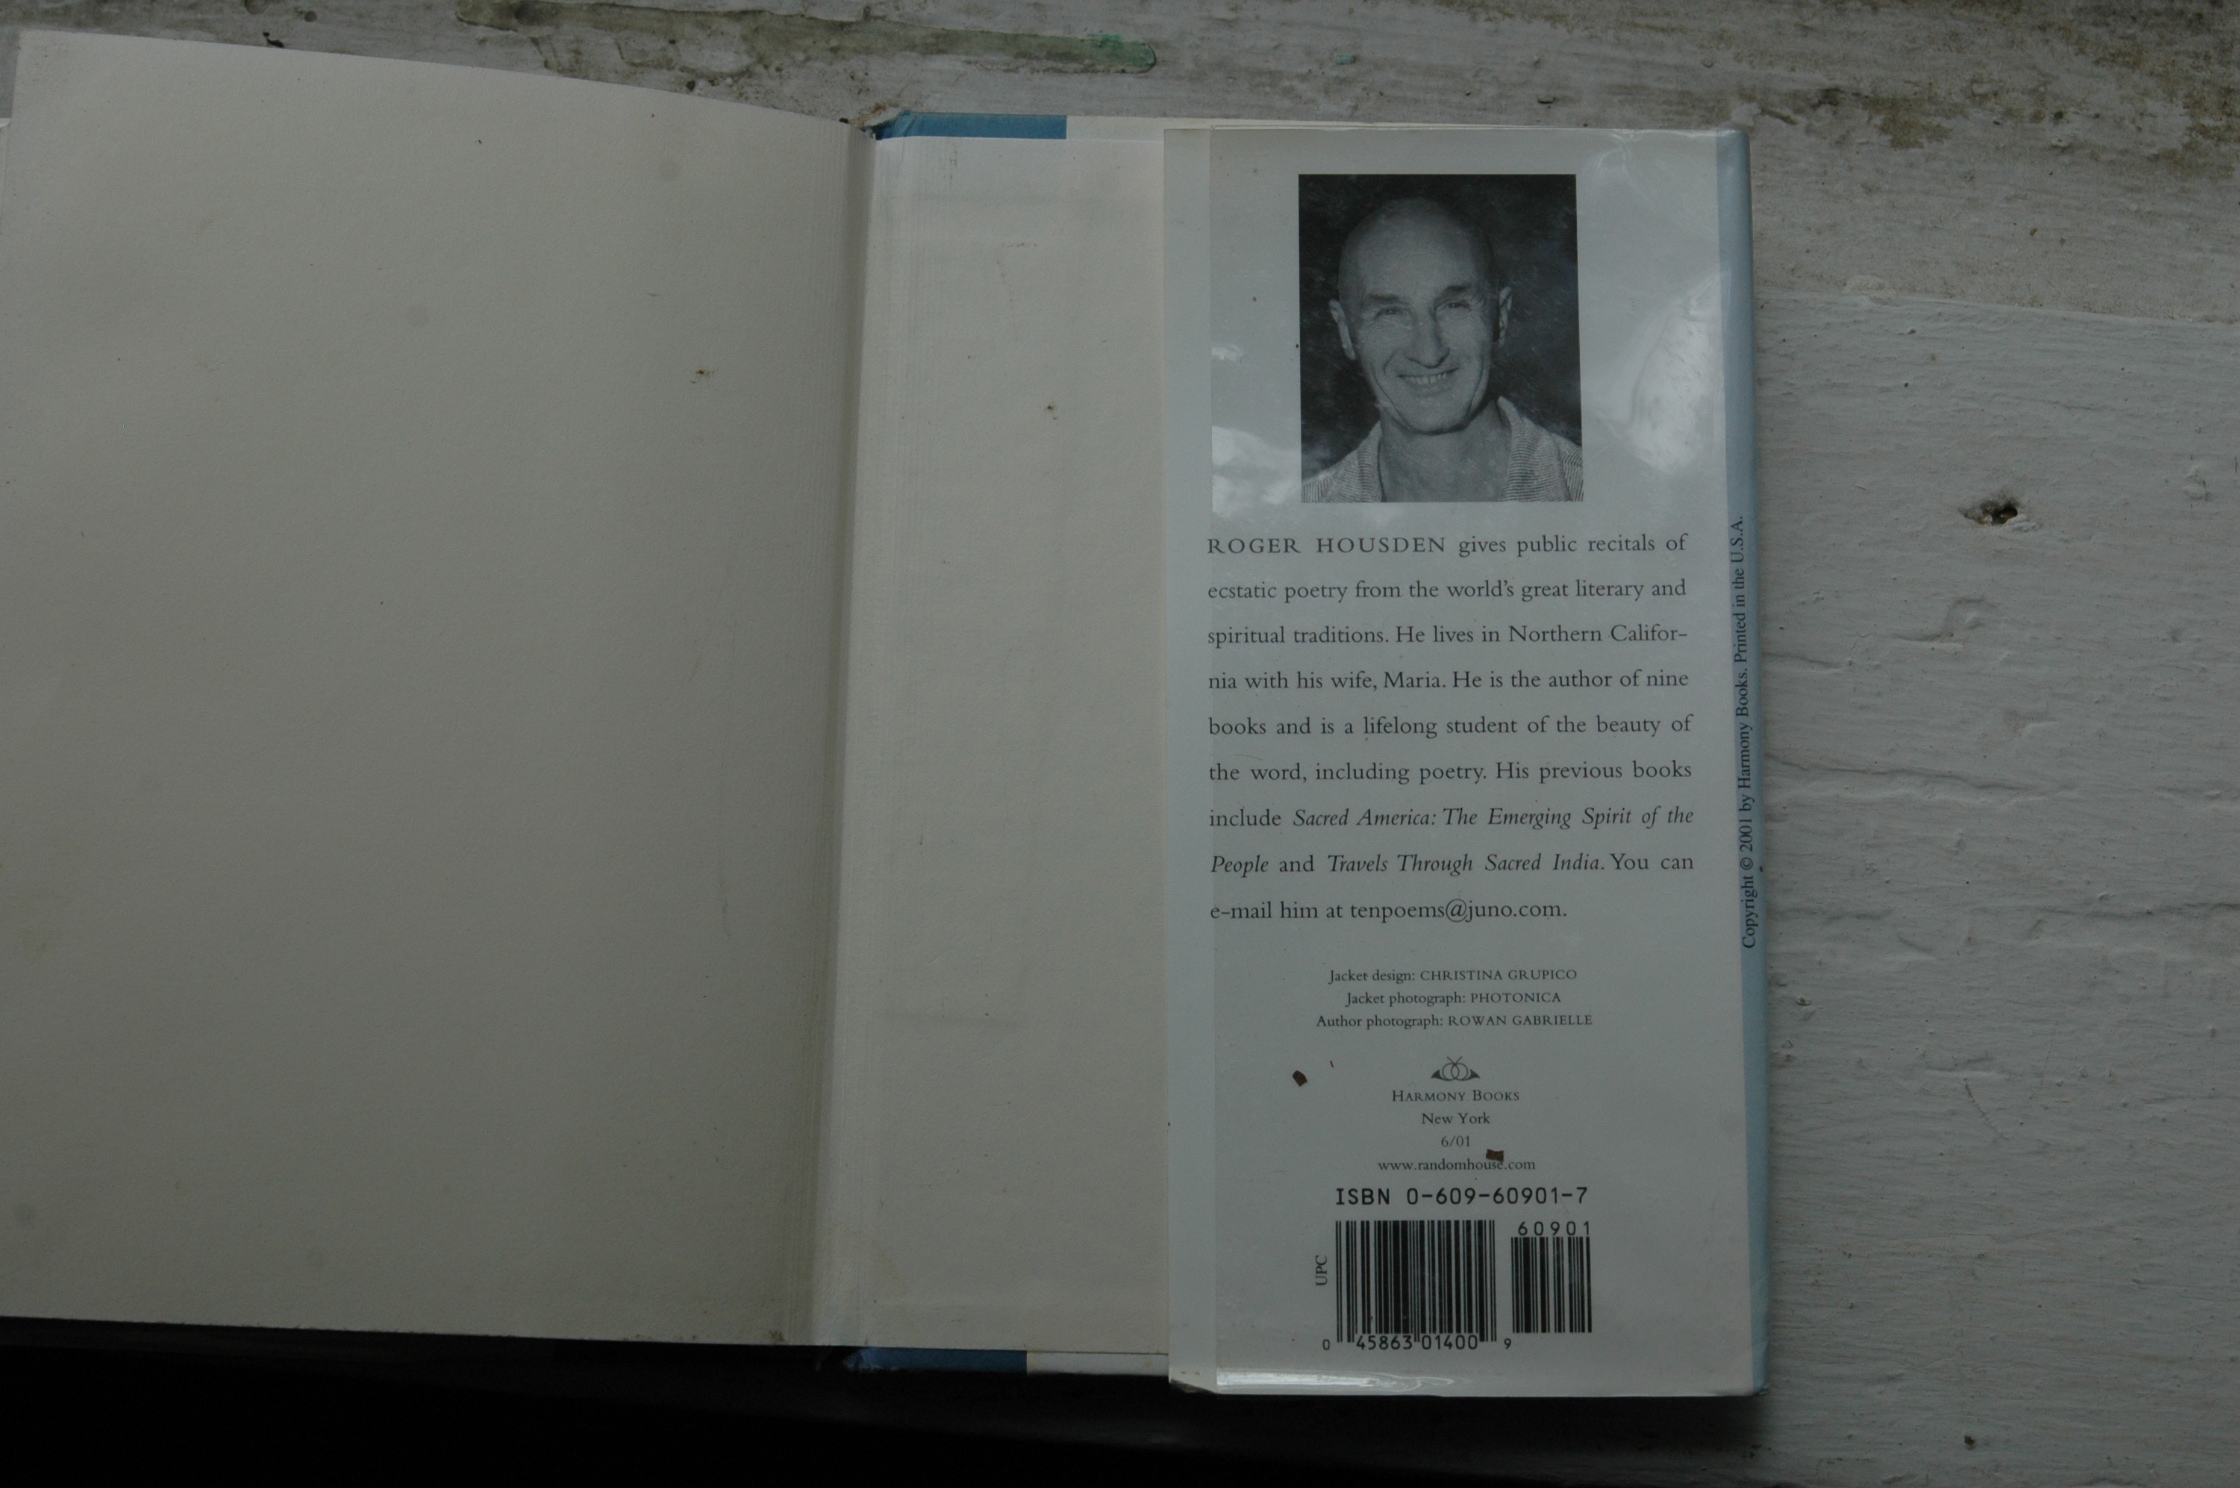 ROGER HOUSDEN gives public recitals of
ecstatic poetry from the world's great literary and
spiritual traditions. He lives in Northern Califor-
nia with his wife, Maria. He is the author of nine
books and is a lifelong student of the beauty of
the word, including poetry. His previous books
include Sacred America: The Emerging Spirit of the
People and Travels Through Sacred India. You can
e-mail him at tenpoems@juno.com.
Jacket design: CHRISTINA GRUPICO
Jacket photograph: PHOTONICA
Author photograph: ROWAN GABRIELLE
HARMONY BOOKS
New York
6/01
www.randomhouse.com
ISBN 0-609-60901-7
60901
UPC
0 45863 01400 9
Copyright © 2001 by Harmony Books. Printed in the U.S.A.